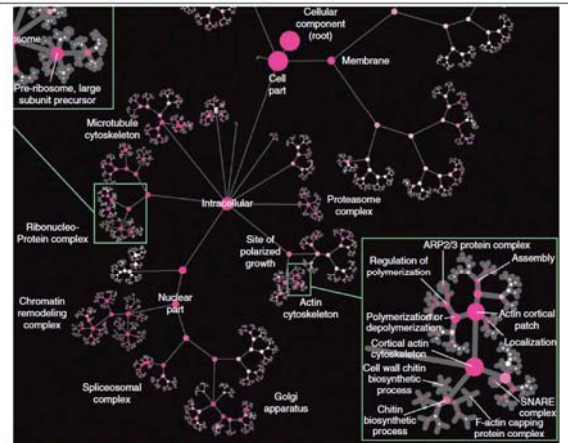 Cellular
component
(root)
osome
Cell
part
Membrane
Pre-ribosome, large
subunit precursor
Microtubule
cytoskeleton
Intracellular
Proteasome
complex
Ribonucleo-
Protein complex
Site of
polarized
growth
Actin
cytoskeleton
Nuclear
part
Chromatin
remodeling
complex
Spliceosomal
complex
Golgi
apparatus
ARP2/3 protein complex
Regulation of
polymerization
Assembly
Polymerization or
depolymerization
Actin cortical
patch
Cortical actin
cytoskeleton
Localization
Cell wall chitin
biosynthetic
process
SNARE
complex
Chitin
biosynthetic
process
F-actin capping
protein complex